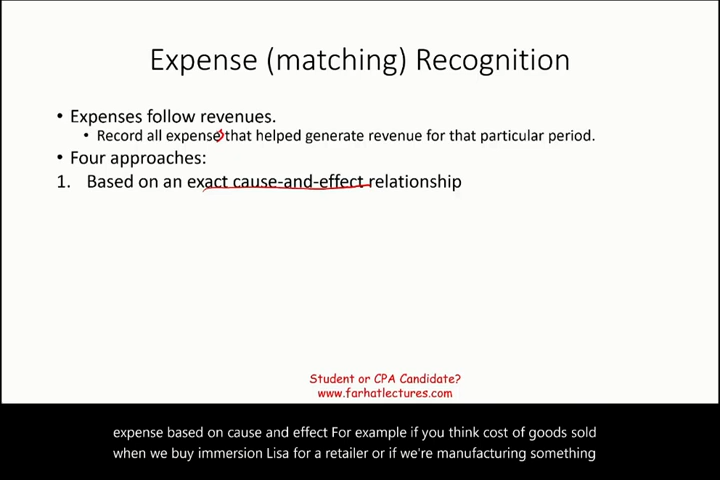 Expense (matching) Recognition
• Expenses follow revenues.
• Record all expense that helped generate revenue for that particular period.
• Four approaches:
1. Based on an exact cause-and-effect relationship
Student or CPA Candidate?
www.farhatlectures.com
expense based on cause and effect For example if you think cost of goods sold
when we buy immersion Lisa for a retailer or if we're manufacturing something